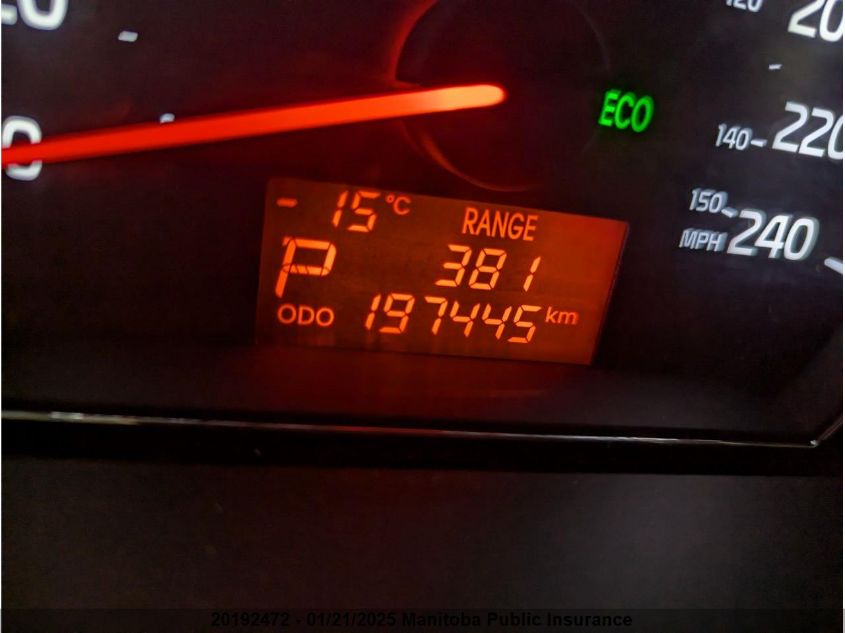 120
20
ECO
140 220
150
MPH 240
-15°C
RANGE
P 381
ODO 197445 km
20192472 - 01/21/2025 Manitoba Public Insurance